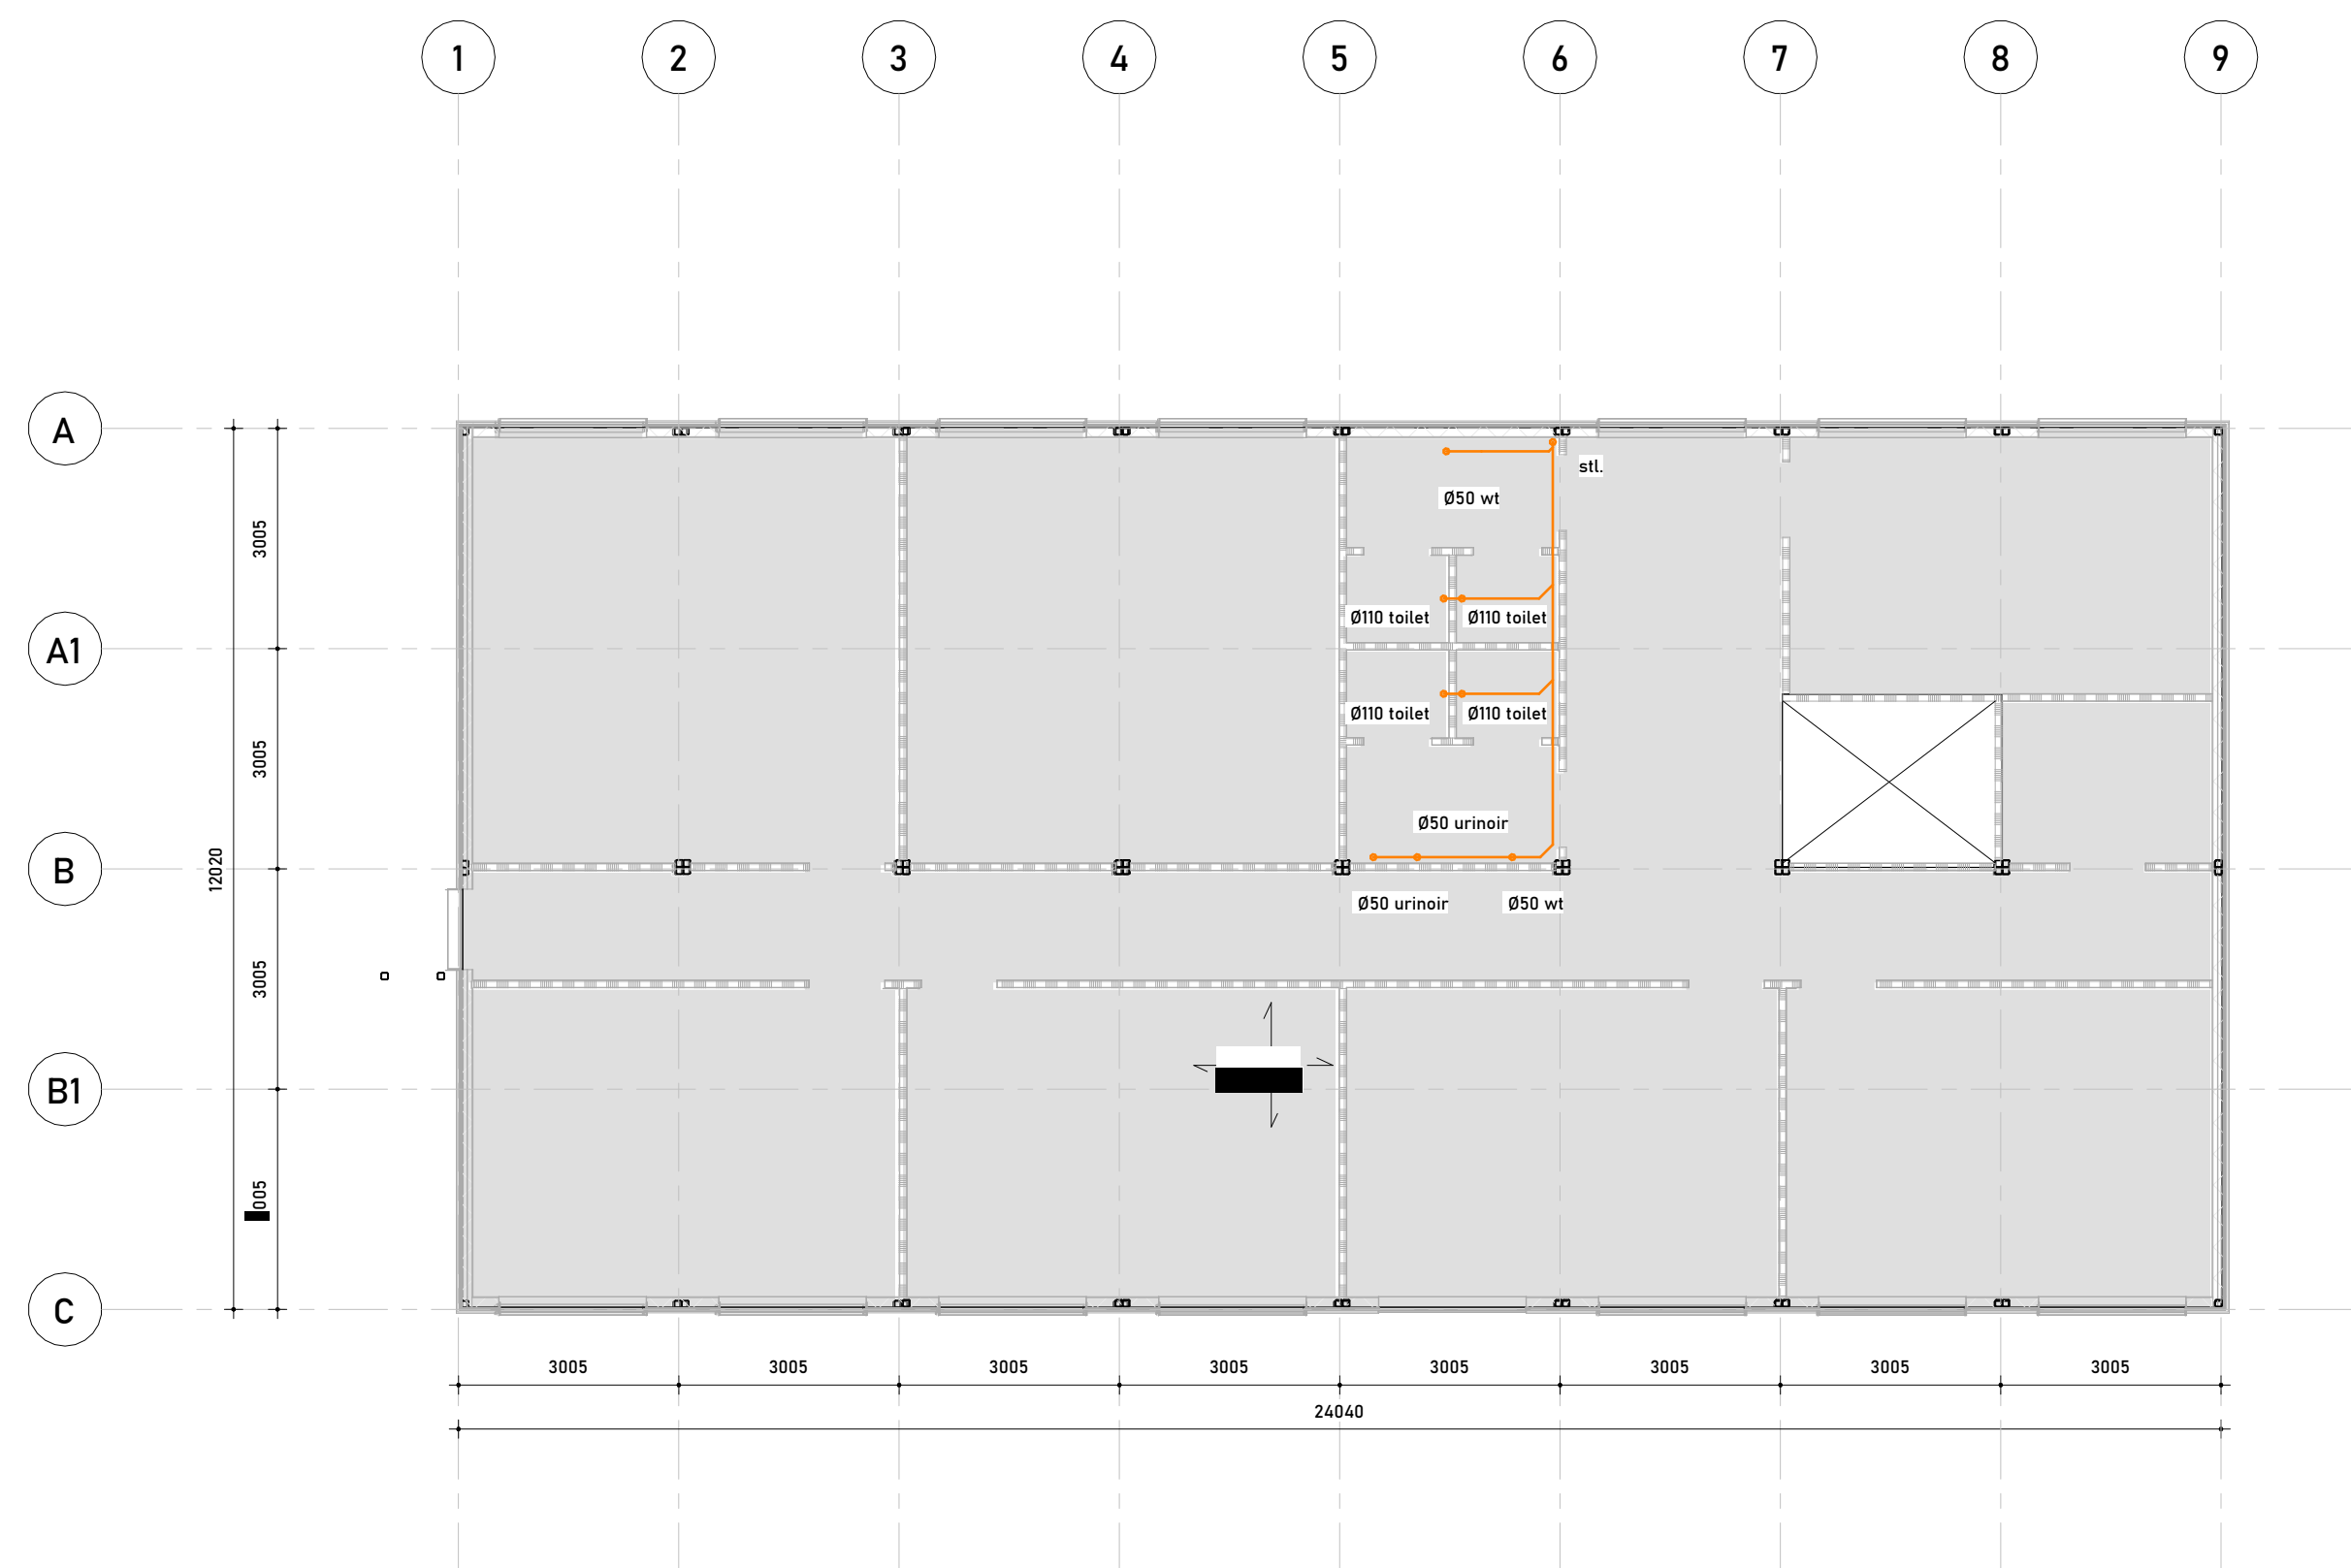 1 2 3 4 5 6 7 8 9
A
stl.
Ø50 wt
3005
Ø110 toilet Ø110 toilet
A1
Ø110 toilet Ø110 toilet
3005
Ø50 urinoir
B
12020
Ø50 urinoir Ø50 wt
3005
B1
005
C
3005 3005 3005 3005 3005 3005 3005 3005
24040